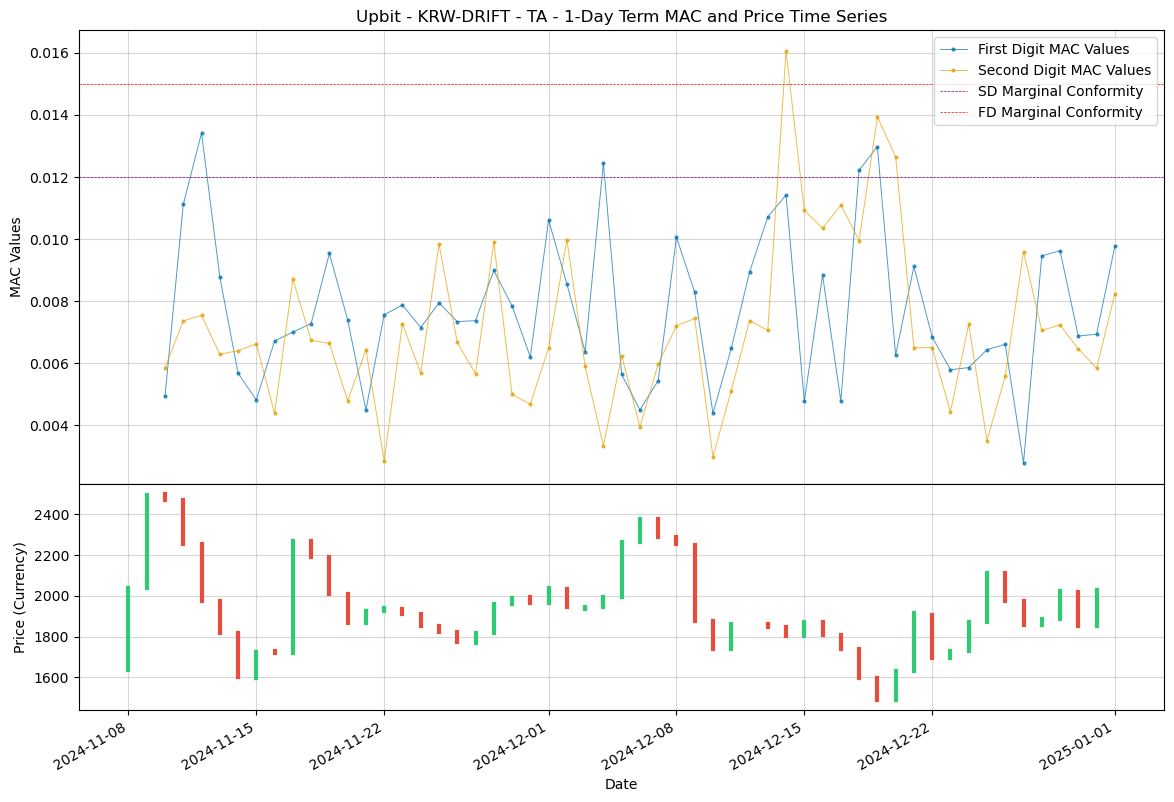 Upbit - KRW-DRIFT - TA - 1-Day Term MAC and Price Time Series
First Digit MAC Values
Second Digit MAC Values
SD Marginal Conformity
FD Marginal Conformity
MAC Values
0.016
0.014
0.012
0.010
0.008
0.006
0.004
Price (Currency)
2400
2200
2000
1800
1600
2024-11-08
2024-11-15
2024-11-22
2024-12-01
2024-12-08
2024-12-15
2024-12-22
2025-01-01
Date